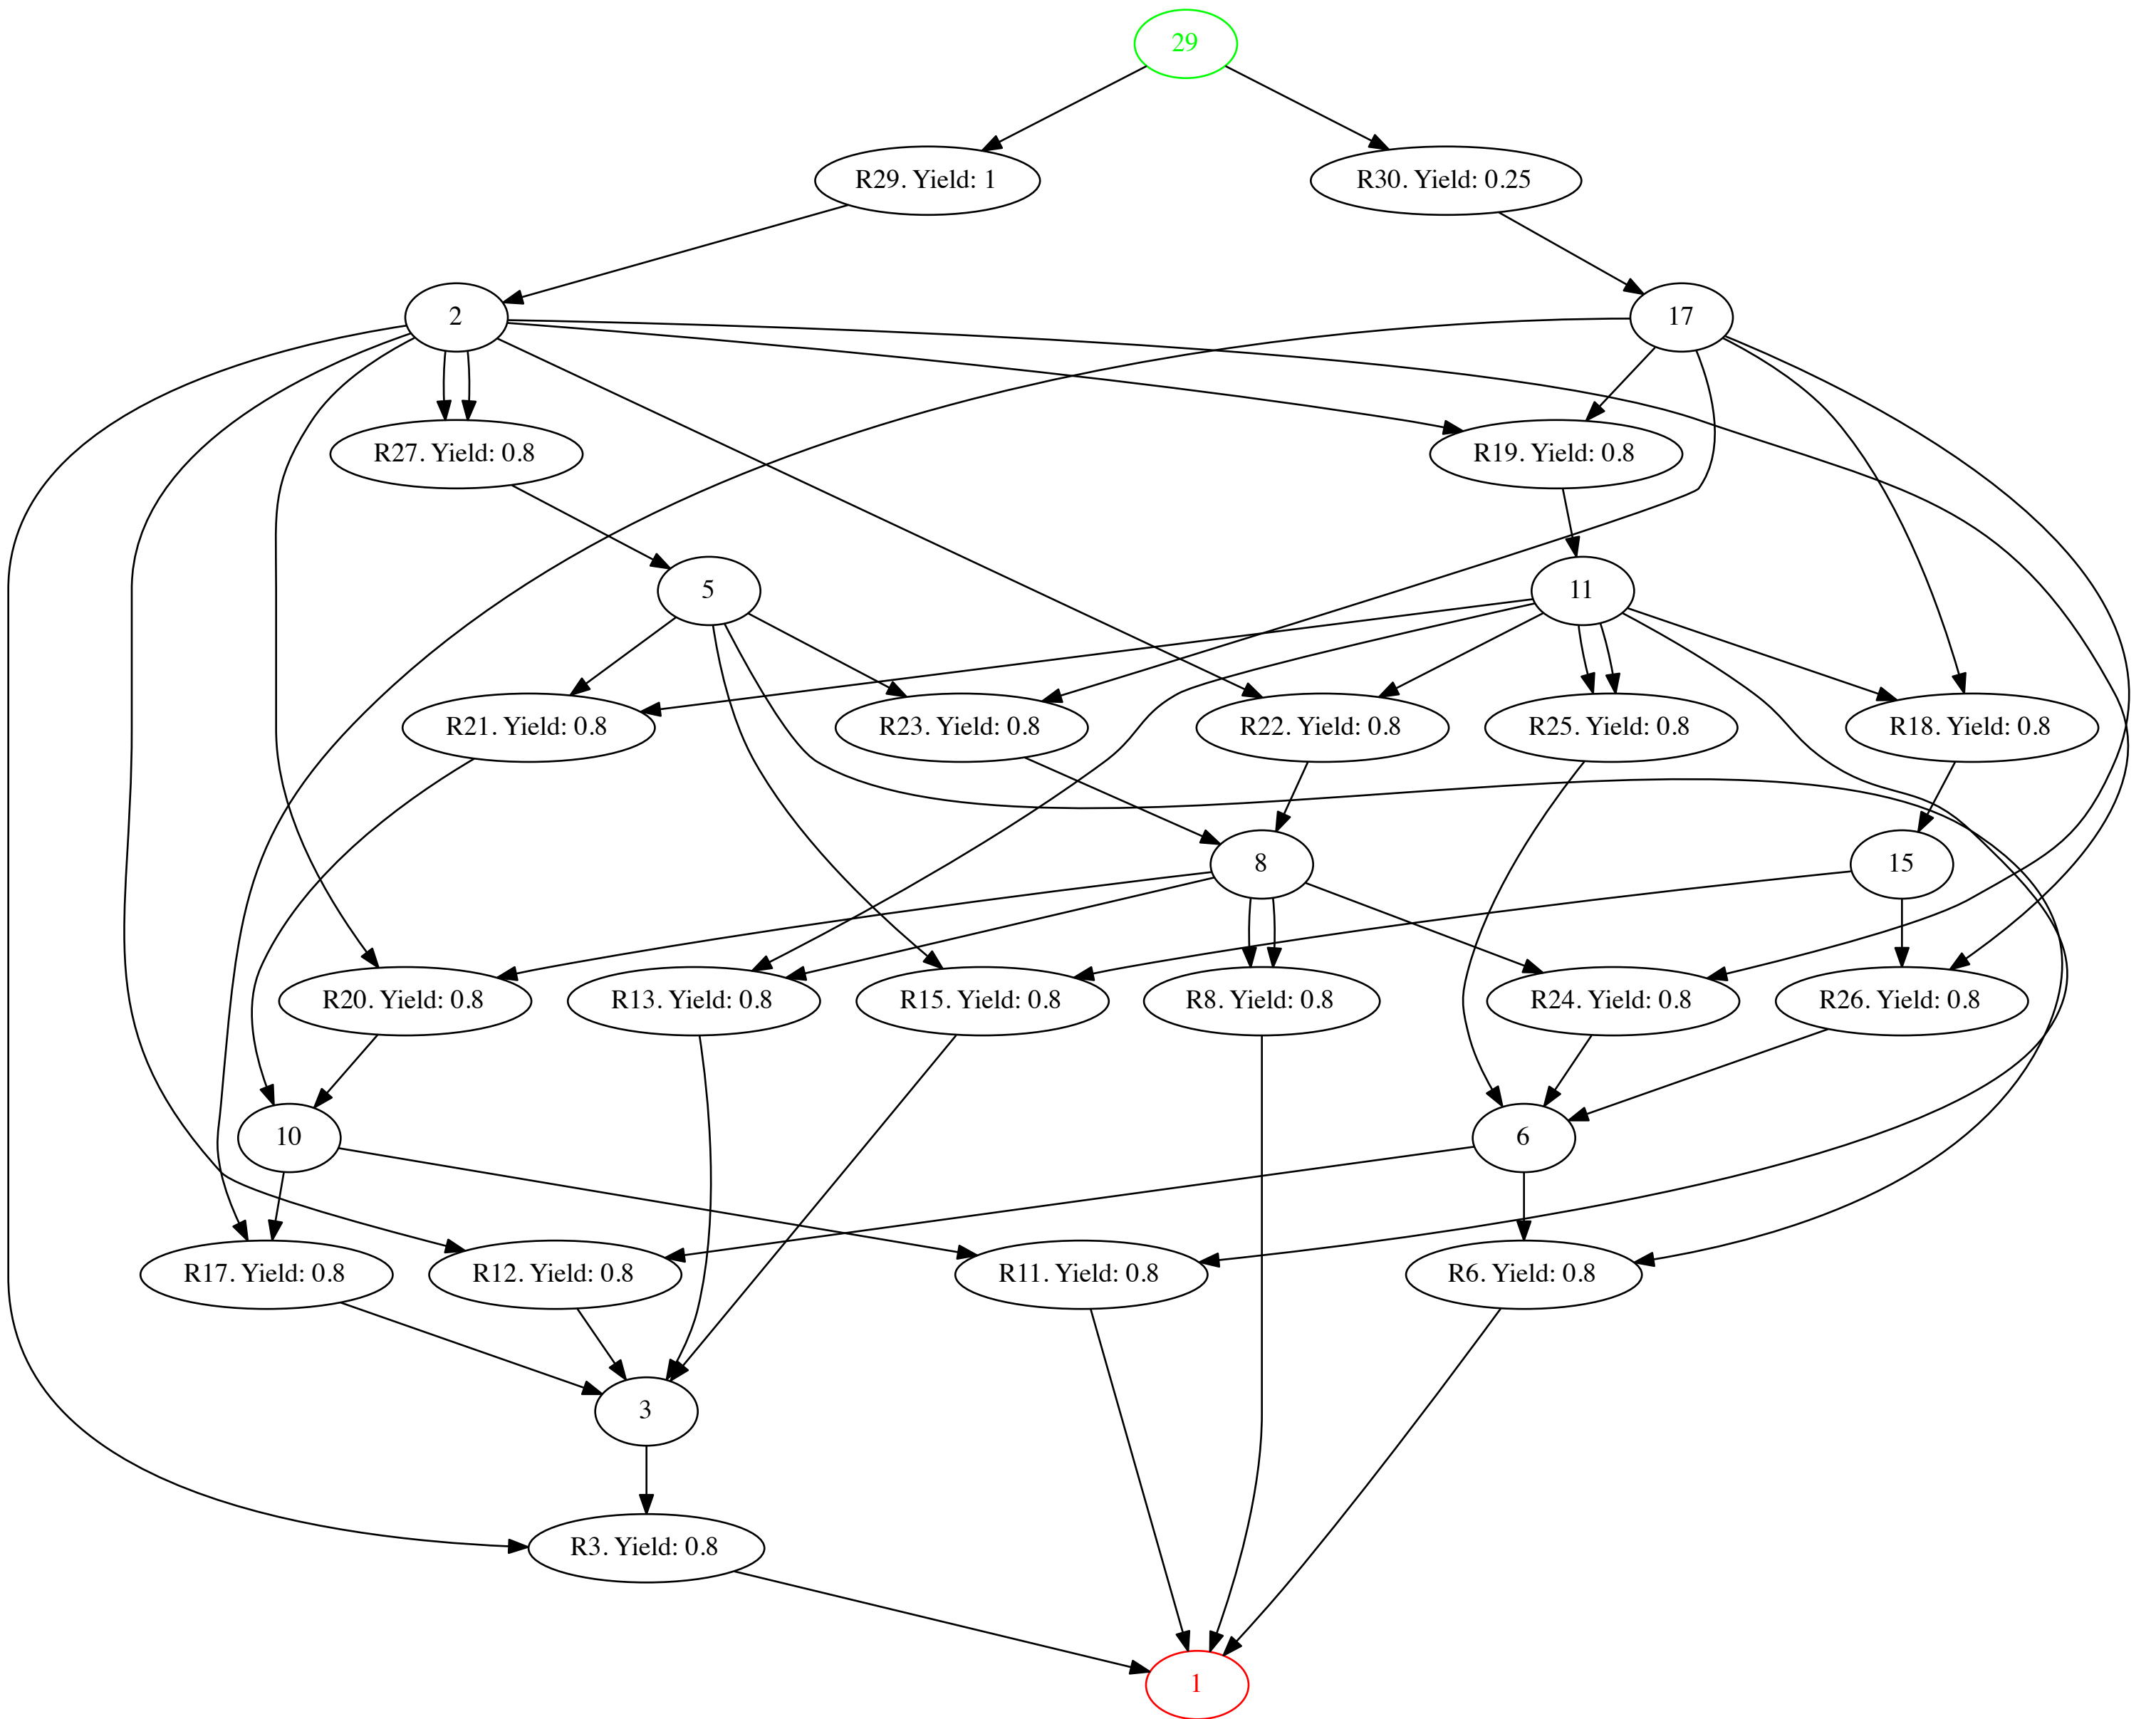 29
R29. Yield: 1
R30. Yield: 0.25
2
17
R27. Yield: 0.8
R19. Yield: 0.8
5
11
R21. Yield: 0.8
R23. Yield: 0.8
R22. Yield: 0.8
R25. Yield: 0.8
R18. Yield: 0.8
8
15
R20. Yield: 0.8
R13. Yield: 0.8
R15. Yield: 0.8
R8. Yield: 0.8
R24. Yield: 0.8
R26. Yield: 0.8
10
6
R17. Yield: 0.8
R12. Yield: 0.8
R11. Yield: 0.8
R6. Yield: 0.8
3
R3. Yield: 0.8
1